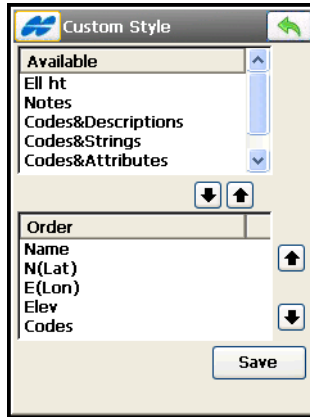 Custom Style
Available
Ell ht
Notes
Codes&Descriptions
Codes&Strings
Codes&Attributes
Order
Name
N(Lat)
E(Lon)
Elev
Codes
Save